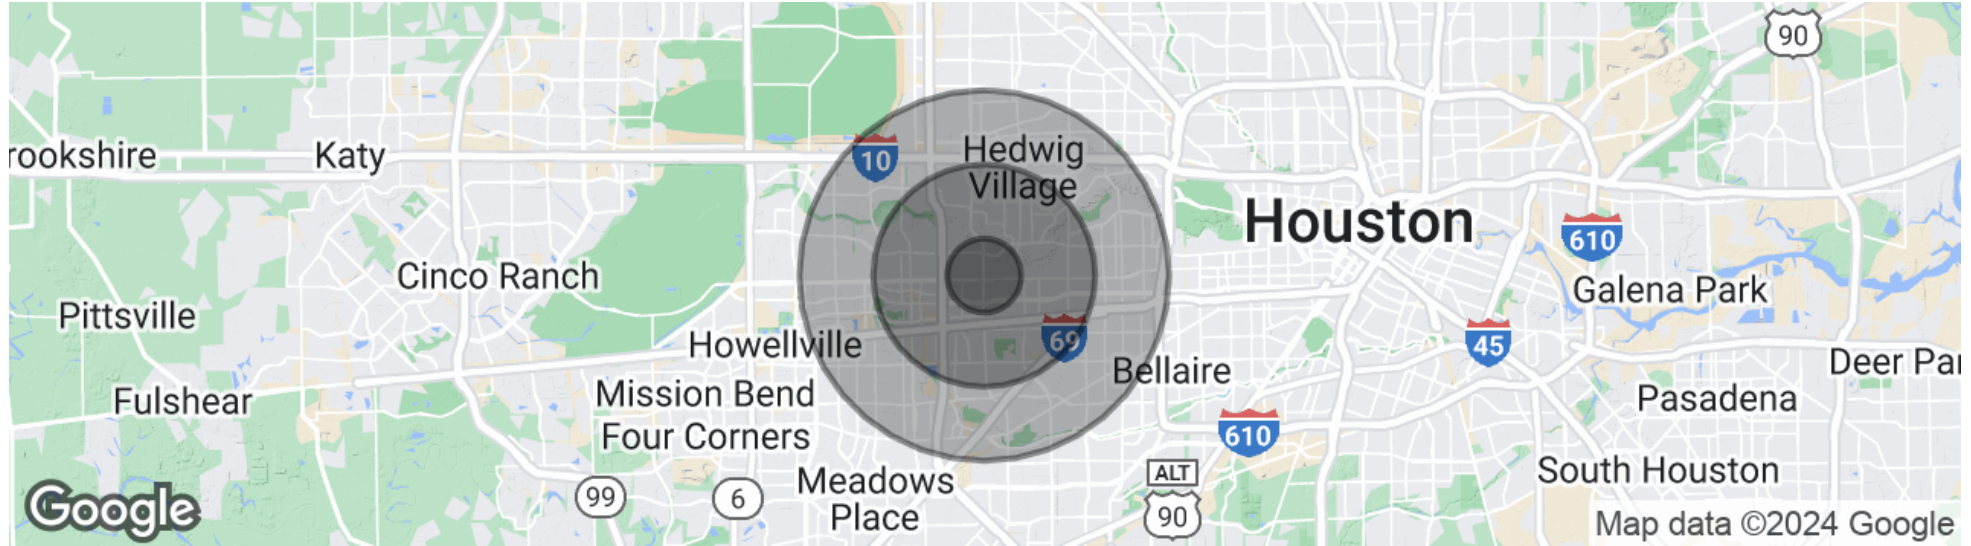 90
Hedwig
Village
rookshire
Katy
10
Houston
610
Cinco Ranch
Galena Park
Pittsville
Howellville
69
45
Bellaire
Deer Par
Mission Bend
Four Corners
Fulshear
Pasadena
610
Meadows
Place
ALT
90
South Houston
99
6
Google
Map data ©2024 Google